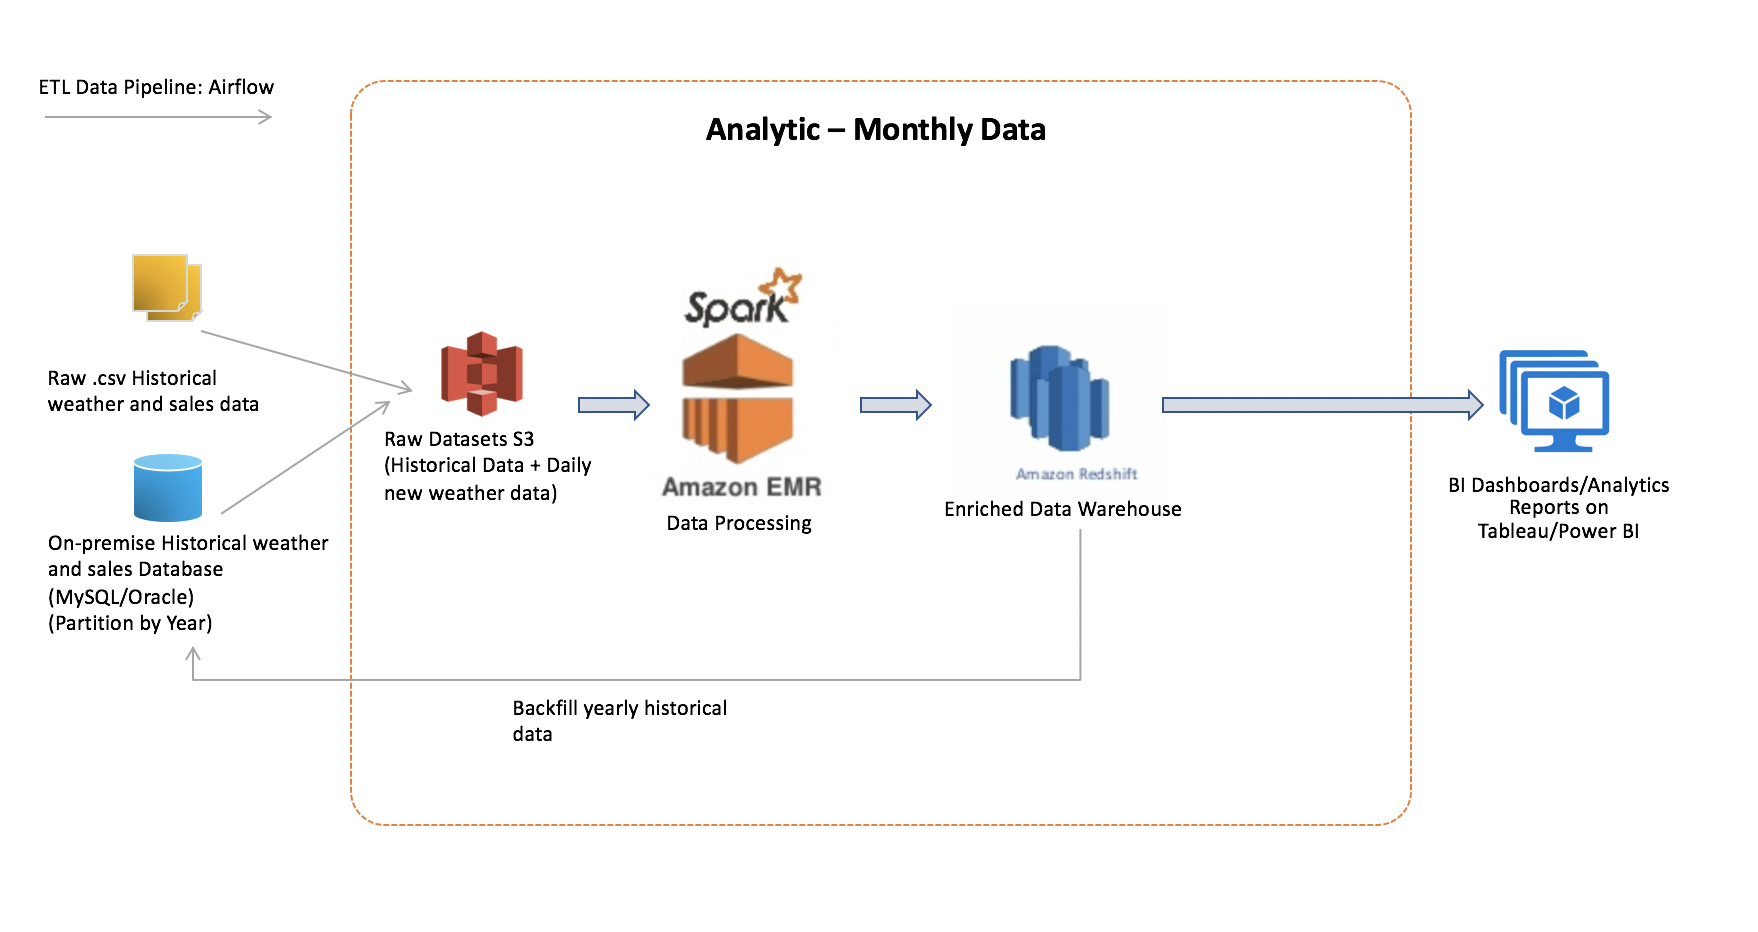 ETL Data Pipeline: Airflow
Analytic – Monthly Data
Raw .csv Historical
weather and sales data
On-premise Historical weather
and sales Database
(MySQL/Oracle)
(Partition by Year)
Raw Datasets S3
(Historical Data + Daily
new weather data)
Spark
Amazon EMR
Data Processing
Amazon Redshift
Enriched Data Warehouse
BI Dashboards/Analytics
Reports on
Tableau/Power BI
Backfill yearly historical
data